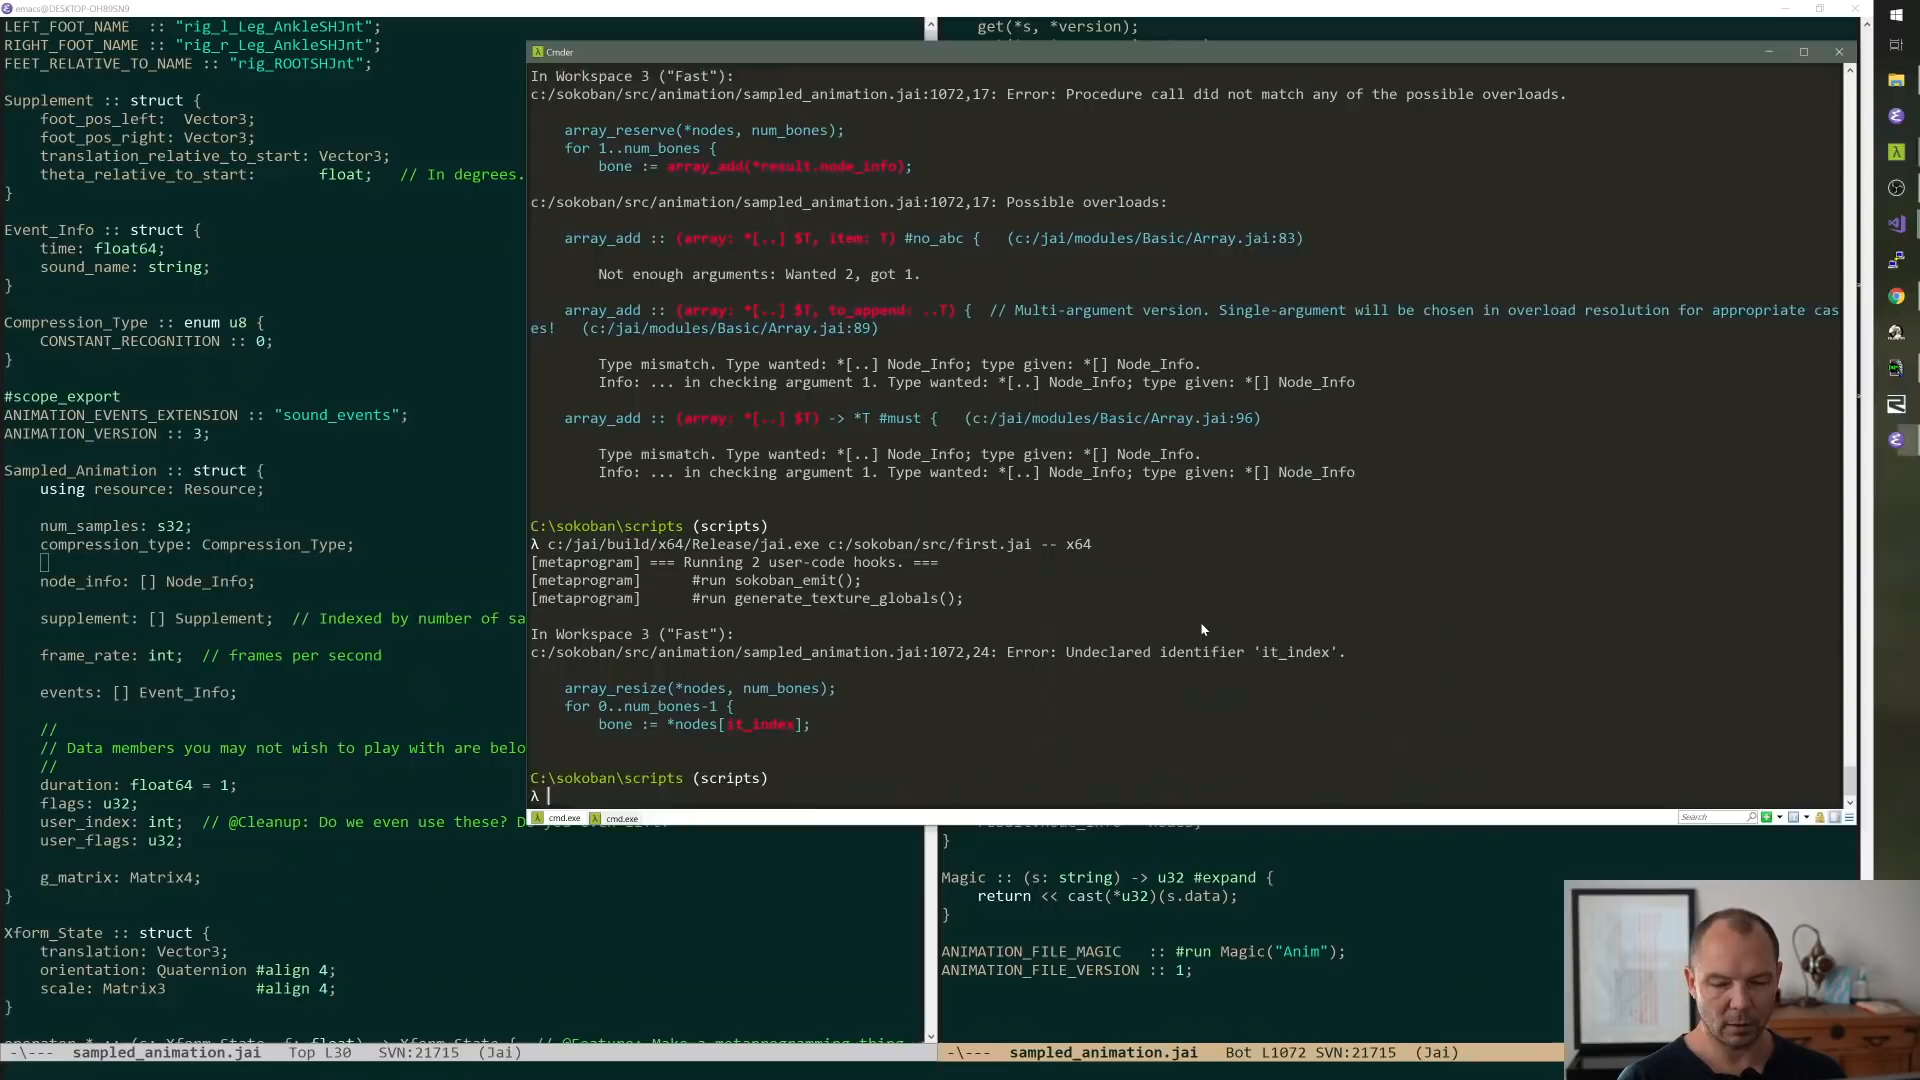 emacs@DESKTOP-OH89SN9
LEFT_FOOT_NAME  :: "rig_l_Leg_AnkleSHJnt";
RIGHT_FOOT_NAME :: "rig_r_Leg_AnkleSHJnt";
FEET_RELATIVE_TO_NAME :: "rig_ROOTSHJnt";
Supplement :: struct {
foot_pos_left:  Vector3;
foot_pos_right: Vector3;
translation_relative_to_start: Vector3;
theta_relative_to_start:       float;  // In degrees.
}
Event_Info :: struct {
time: float64;
sound_name: string;
}
Compression_Type :: enum u8 {
CONSTANT_RECOGNITION :: 0;
}
#scope_export
ANIMATION_EVENTS_EXTENSION :: "sound_events";
ANIMATION_VERSION :: 3;
Sampled_Animation :: struct {
using resource: Resource;
num_samples: s32;
compression_type: Compression_Type;
node_info: [] Node_Info;
supplement: [] Supplement;  // Indexed by number of sa
frame_rate: int;  // frames per second
events: [] Event_Info;
//
// Data members you may not wish to play with are belo
//
duration: float64 = 1;
flags: u32;
user_index: int;  // @Cleanup: Do we even use these?
user_flags: u32;
g_matrix: Matrix4;
}
Xform_State :: struct {
translation: Vector3;
orientation: Quaternion #align 4;
scale: Matrix3          #align 4;
}
-\---  sampled_animation.jai   Top L30  SVN:21715  (Jai)
get(*s, *version);
Cmder
In Workspace 3 ("Fast"):
c:/sokoban/src/animation/sampled_animation.jai:1072,17: Error: Procedure call did not match any of the possible overloads.
array_reserve(*nodes, num_bones);
for 1..num_bones {
bone := array_add(*result.node_info);
c:/sokoban/src/animation/sampled_animation.jai:1072,17: Possible overloads:
array_add :: (array: *[..] $T, item: T) #no_abc {   (c:/jai/modules/Basic/Array.jai:83)
Not enough arguments: Wanted 2, got 1.
array_add :: (array: *[..] $T, to_append: ..T) {  // Multi-argument version. Single-argument will be chosen in overload resolution for appropriate cas
es!   (c:/jai/modules/Basic/Array.jai:89)
Type mismatch. Type wanted: *[..] Node_Info; type given: *[] Node_Info.
Info: ... in checking argument 1. Type wanted: *[..] Node_Info; type given: *[] Node_Info
array_add :: (array: *[..] $T) -> *T #must {   (c:/jai/modules/Basic/Array.jai:96)
Type mismatch. Type wanted: *[..] Node_Info; type given: *[] Node_Info.
Info: ... in checking argument 1. Type wanted: *[..] Node_Info; type given: *[] Node_Info
C:\sokoban\scripts (scripts)
λ c:/jai/build/x64/Release/jai.exe c:/sokoban/src/first.jai -- x64
[metaprogram] === Running 2 user-code hooks. ===
[metaprogram]      #run sokoban_emit();
[metaprogram]      #run generate_texture_globals();
In Workspace 3 ("Fast"):
c:/sokoban/src/animation/sampled_animation.jai:1072,24: Error: Undeclared identifier 'it_index'.
array_resize(*nodes, num_bones);
for 0..num_bones-1 {
bone := *nodes[it_index];
C:\sokoban\scripts (scripts)
λ
cmd.exe
cmd.exe
Search
}
Magic :: (s: string) -> u32 #expand {
return << cast(*u32)(s.data);
}
ANIMATION_FILE_MAGIC   :: #run Magic("Anim");
ANIMATION_FILE_VERSION :: 1;
-\---  sampled_animation.jai   Bot L1072 SVN:21715  (Jai)